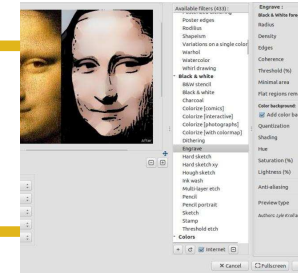 after
Available filters (433) :
Poster edges
Rodilius
Shapeism
Variations on a single color
Warhol
Watercolor
Whirl drawing
Black & white
B&W stencil
Black & white
Charcoal
Colorize [comics]
Colorize [interactive]
Colorize [photographs]
Colorize [with colormap]
Dithering
Engrave
Hard sketch
Hard sketch xy
Hough sketch
Ink wash
Multi-layer etch
Pencil
Pencil portrait
Sketch
Stamp
Threshold etch
Colors
Internet
Cancel
Fullscreen
Engrave :
Black & White fore
Radius
Density
Edges
Coherence
Threshold (%)
Minimal area
Flat regions rem
Color background:
Add color ba
Quantization
Shading
Hue
Saturation (%)
Lightness (%)
Anti-aliasing
Preview type